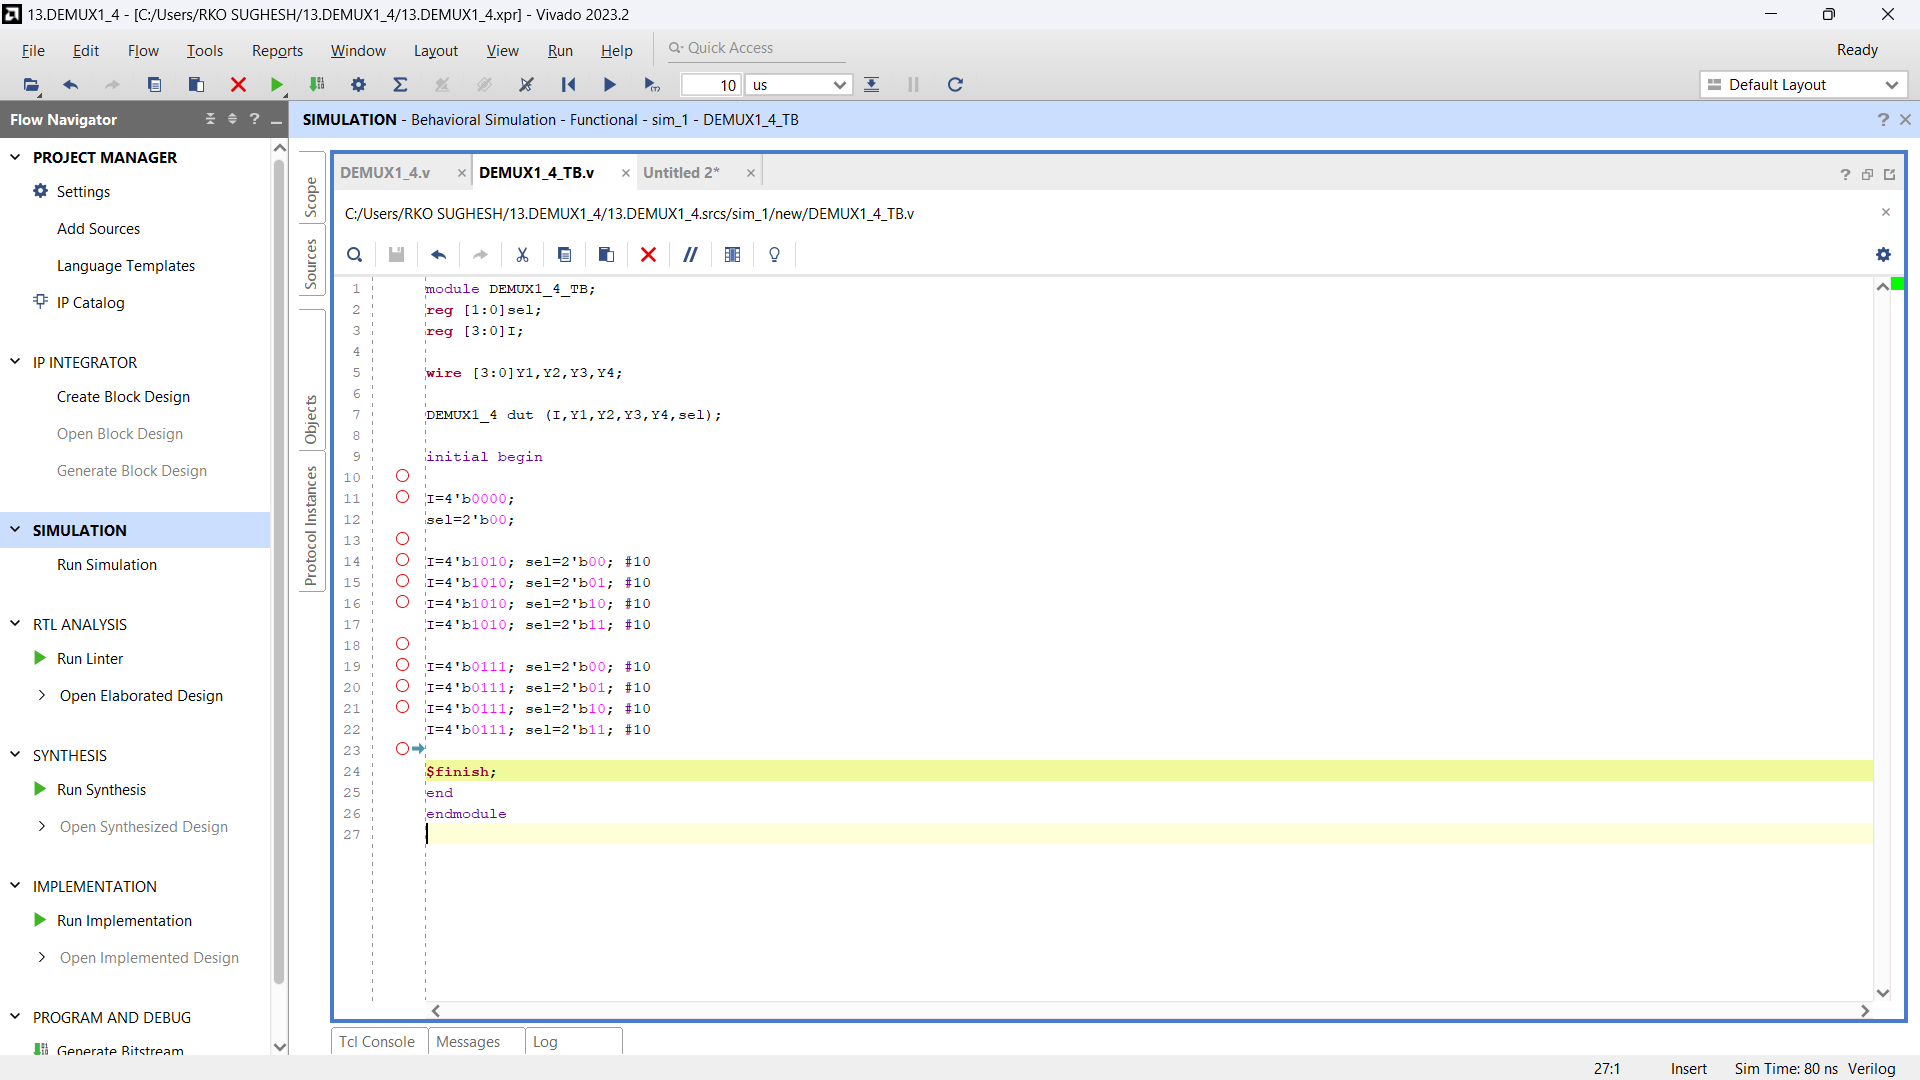 13.DEMUX1_4 - [C:/Users/RKO SUGHESH/13.DEMUX1_4/13.DEMUX1_4.xpr] - Vivado 2023.2
File Edit Flow Tools Reports Window Layout View Run Help Quick Access Ready
10 us Default Layout
Flow Navigator
SIMULATION - Behavioral Simulation - Functional - sim_1 - DEMUX1_4_TB
PROJECT MANAGER
Settings
Add Sources
Language Templates
IP Catalog
IP INTEGRATOR
Create Block Design
Open Block Design
Generate Block Design
SIMULATION
Run Simulation
RTL ANALYSIS
Run Linter
Open Elaborated Design
SYNTHESIS
Run Synthesis
Open Synthesized Design
IMPLEMENTATION
Run Implementation
Open Implemented Design
PROGRAM AND DEBUG
Generate Bitstream
Scope
Sources
Objects
Protocol Instances
DEMUX1_4.v DEMUX1_4_TB.v Untitled 2*
C:/Users/RKO SUGHESH/13.DEMUX1_4/13.DEMUX1_4.srcs/sim_1/new/DEMUX1_4_TB.v
1 module DEMUX1_4_TB;
2 reg [1:0]sel;
3 reg [3:0]I;
4
5 wire [3:0]Y1,Y2,Y3,Y4;
6
7 DEMUX1_4 dut (I,Y1,Y2,Y3,Y4,sel);
8
9 initial begin
10
11 I=4'b0000;
12 sel=2'b00;
13
14 I=4'b1010; sel=2'b00; #10
15 I=4'b1010; sel=2'b01; #10
16 I=4'b1010; sel=2'b10; #10
17 I=4'b1010; sel=2'b11; #10
18
19 I=4'b0111; sel=2'b00; #10
20 I=4'b0111; sel=2'b01; #10
21 I=4'b0111; sel=2'b10; #10
22 I=4'b0111; sel=2'b11; #10
23
24 $finish;
25 end
26 endmodule
27
Tcl Console Messages Log
27:1 Insert Sim Time: 80 ns Verilog